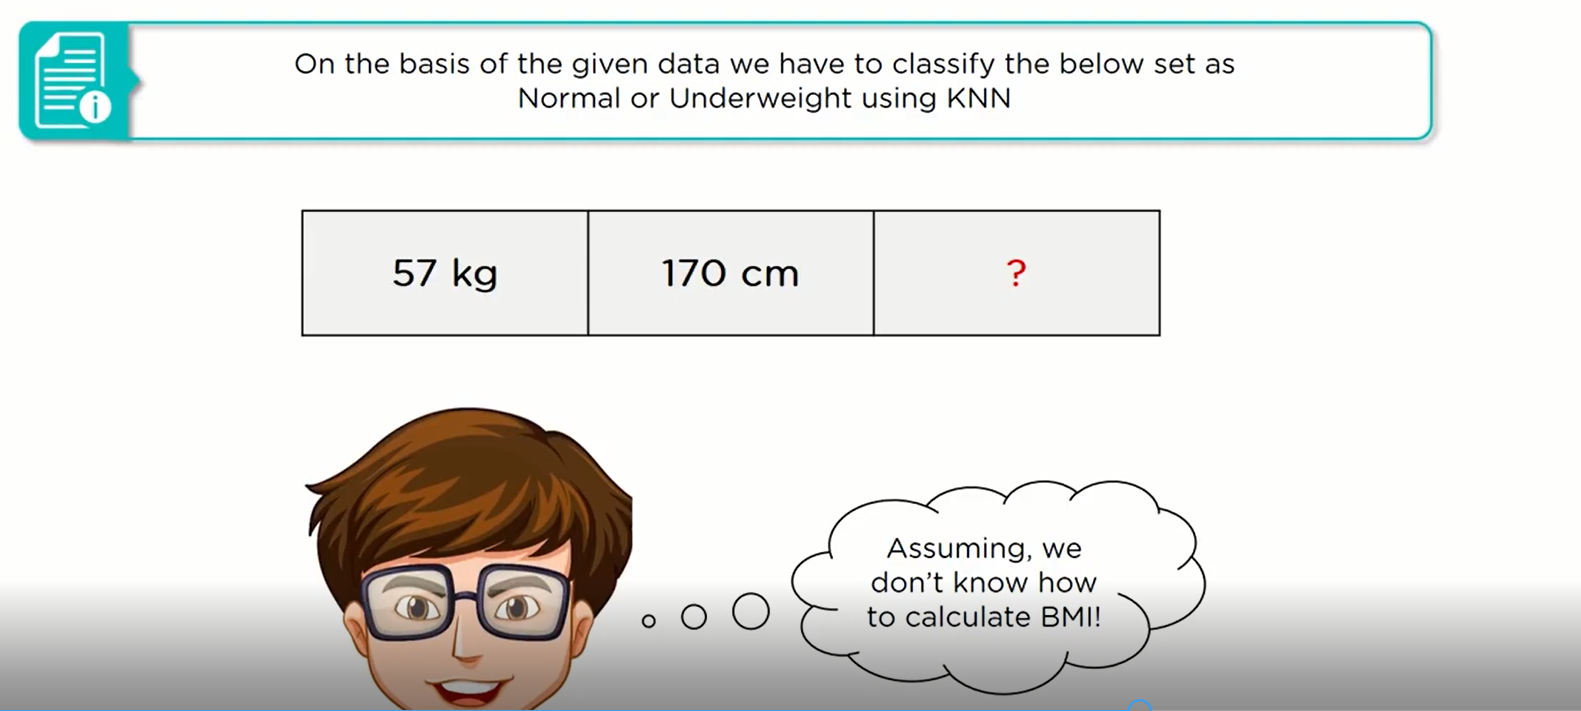 On the basis of the given data we have to classify the below set as
Normal or Underweight using KNN
57 kg
170 cm
?
Assuming, we
don't know how
to calculate BMI!